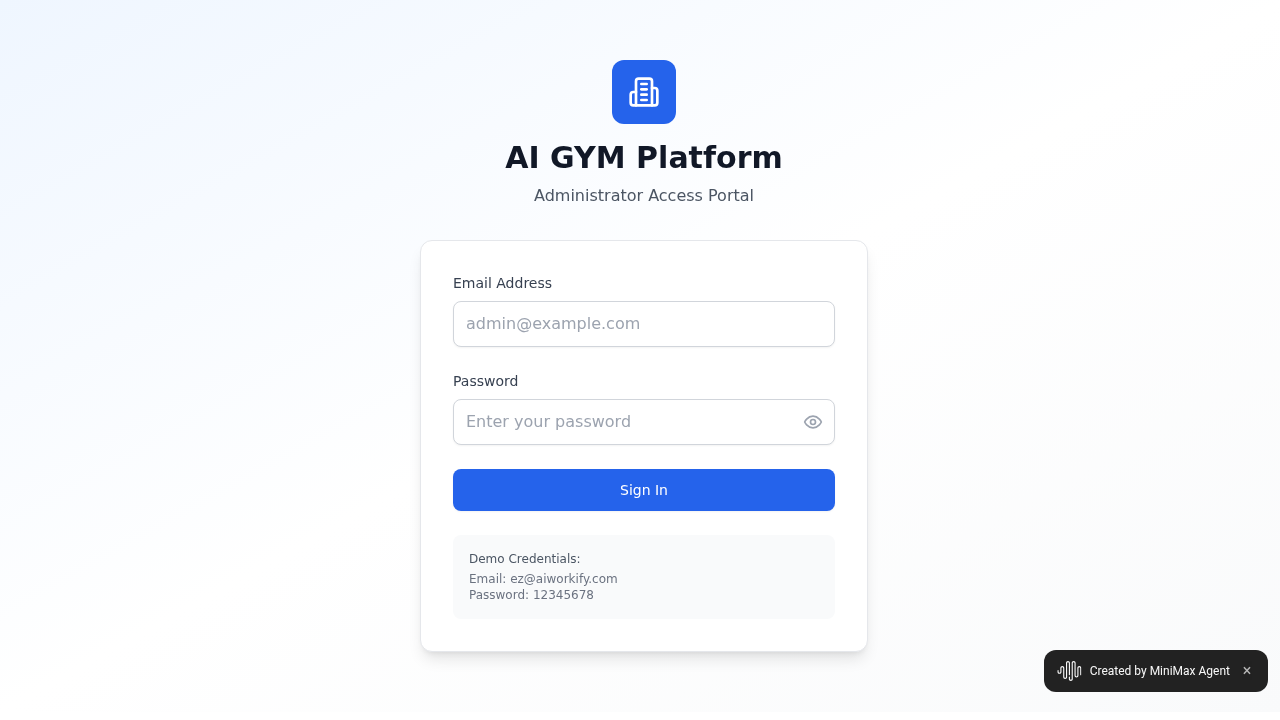 AI GYM Platform
Administrator Access Portal
Email Address
admin@example.com
Password
Enter your password
Sign In
Demo Credentials:
Email: ez@aiworkify.com
Password: 12345678
Created by MiniMax Agent ×